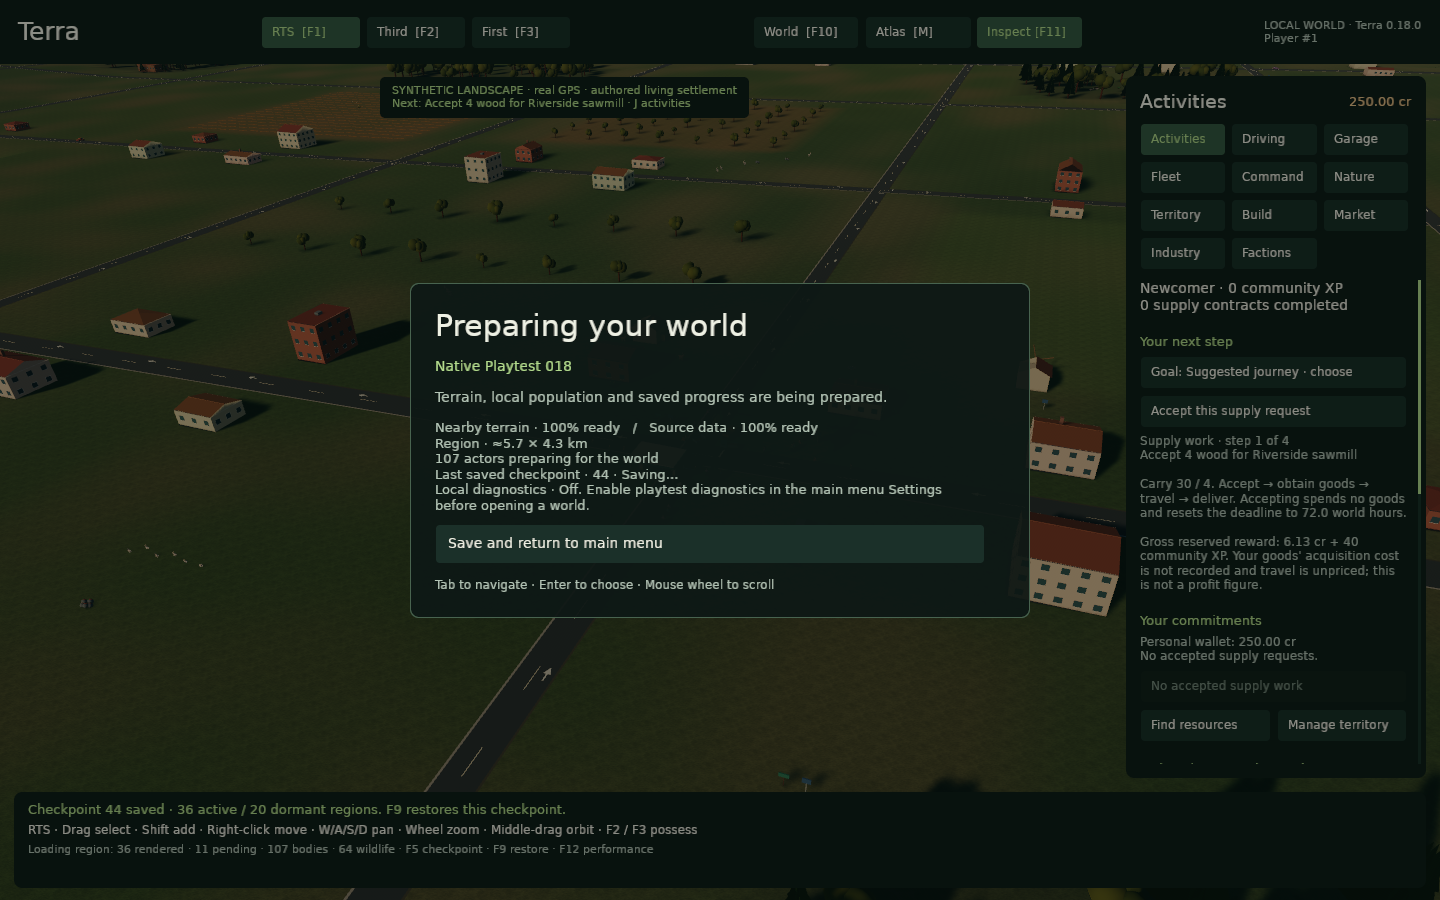 Terra
RTS [F1]
Third [F2]
First [F3]
World [F10]
Atlas [M]
Inspect [F11]
LOCAL WORLD · Terra 0.18.0
Player #1
SYNTHETIC LANDSCAPE · real GPS · authored living settlement
Next: Accept 4 wood for Riverside sawmill · J activities
Activities
250.00 cr
Activities
Driving
Garage
Fleet
Command
Nature
Territory
Build
Market
Industry
Factions
Newcomer · 0 community XP
0 supply contracts completed
Your next step
Goal: Suggested journey · choose
Accept this supply request
Supply work · step 1 of 4
Accept 4 wood for Riverside sawmill
Carry 30 / 4. Accept → obtain goods →
travel → deliver. Accepting spends no goods
and resets the deadline to 72.0 world hours.
Gross reserved reward: 6.13 cr + 40
community XP. Your goods' acquisition cost
is not recorded and travel is unpriced; this
is not a profit figure.
Your commitments
Personal wallet: 250.00 cr
No accepted supply requests.
No accepted supply work
Find resources
Manage territory
Preparing your world
Native Playtest 018
Terrain, local population and saved progress are being prepared.
Nearby terrain · 100% ready / Source data · 100% ready
Region · ≈5.7 × 4.3 km
107 actors preparing for the world
Last saved checkpoint · 44 · Saving...
Local diagnostics · Off. Enable playtest diagnostics in the main menu Settings
before opening a world.
Save and return to main menu
Tab to navigate · Enter to choose · Mouse wheel to scroll
Checkpoint 44 saved · 36 active / 20 dormant regions. F9 restores this checkpoint.
RTS · Drag select · Shift add · Right-click move · W/A/S/D pan · Wheel zoom · Middle-drag orbit · F2 / F3 possess
Loading region: 36 rendered · 11 pending · 107 bodies · 64 wildlife · F5 checkpoint · F9 restore · F12 performance